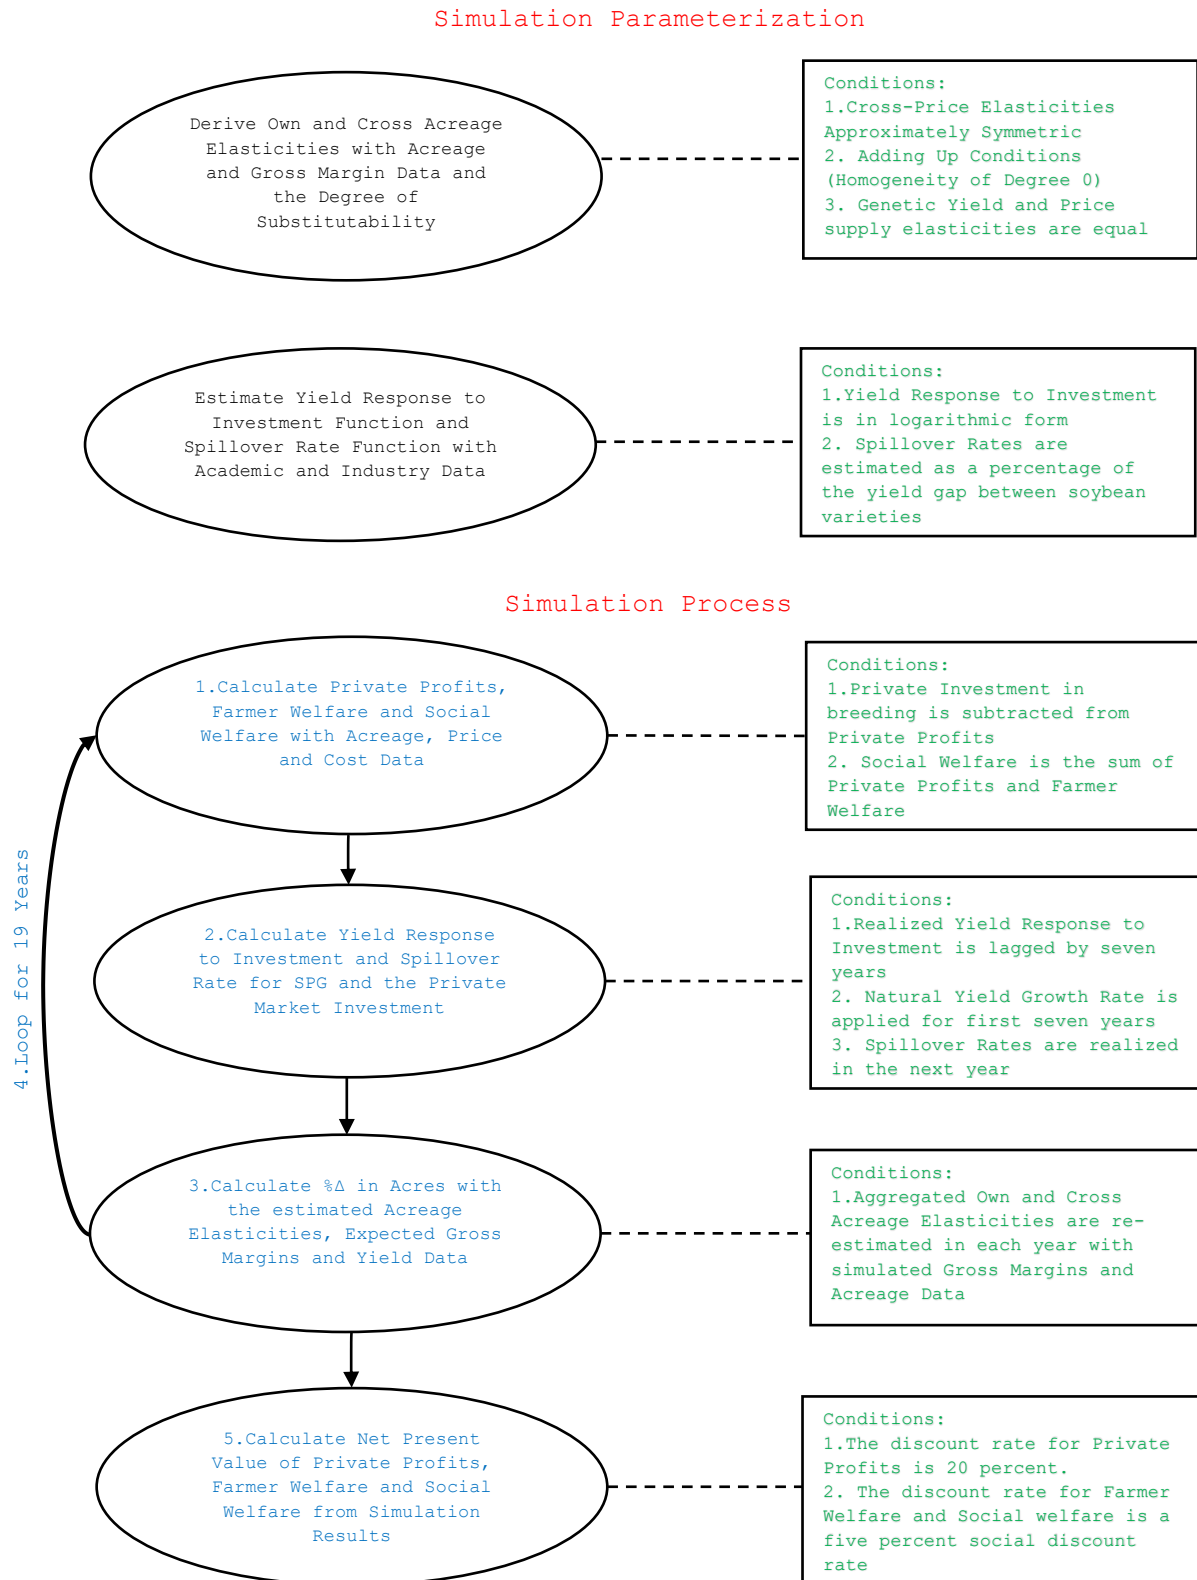 Simulation Parameterization
Derive Own and Cross Acreage
Elasticities with Acreage
and Gross Margin Data and
the Degree of
Substitutability
Conditions:
1.Cross-Price Elasticities
Approximately Symmetric
2. Adding Up Conditions
(Homogeneity of Degree 0)
3. Genetic Yield and Price
supply elasticities are equal
Estimate Yield Response to
Investment Function and
Spillover Rate Function with
Academic and Industry Data
Conditions:
1.Yield Response to Investment
is in logarithmic form
2. Spillover Rates are
estimated as a percentage of
the yield gap between soybean
varieties
Simulation Process
1.Calculate Private Profits,
Farmer Welfare and Social
Welfare with Acreage, Price
and Cost Data
Conditions:
1.Private Investment in
breeding is subtracted from
Private Profits
2. Social Welfare is the sum of
Private Profits and Farmer
Welfare
4.Loop for 19 Years
2.Calculate Yield Response
to Investment and Spillover
Rate for SPG and the Private
Market Investment
Conditions:
1.Realized Yield Response to
Investment is lagged by seven
years
2. Natural Yield Growth Rate is
applied for first seven years
3. Spillover Rates are realized
in the next year
3.Calculate %Δ in Acres with
the estimated Acreage
Elasticities, Expected Gross
Margins and Yield Data
Conditions:
1.Aggregated Own and Cross
Acreage Elasticities are re-
estimated in each year with
simulated Gross Margins and
Acreage Data
5.Calculate Net Present
Value of Private Profits,
Farmer Welfare and Social
Welfare from Simulation
Results
Conditions:
1.The discount rate for Private
Profits is 20 percent.
2. The discount rate for Farmer
Welfare and Social welfare is a
five percent social discount
rate